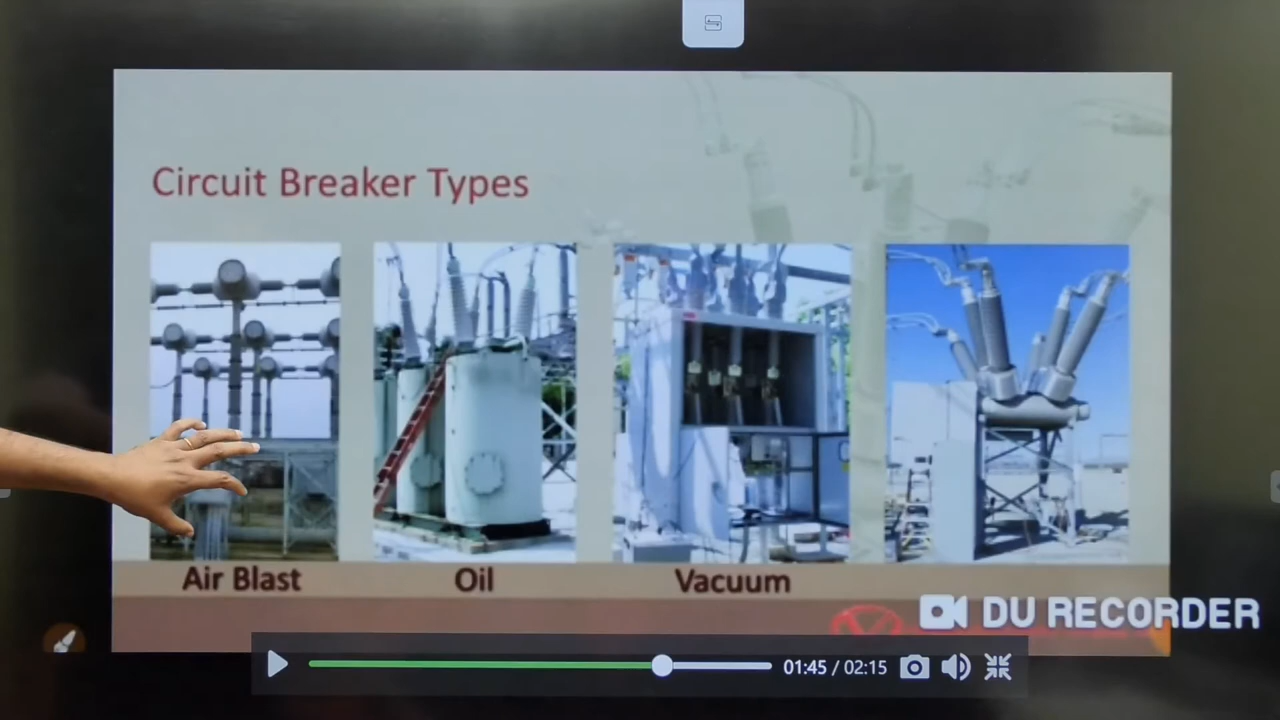 Circuit Breaker Types
Air Blast
Oil
Vacuum
DU RECORDER
01:45 / 02:15